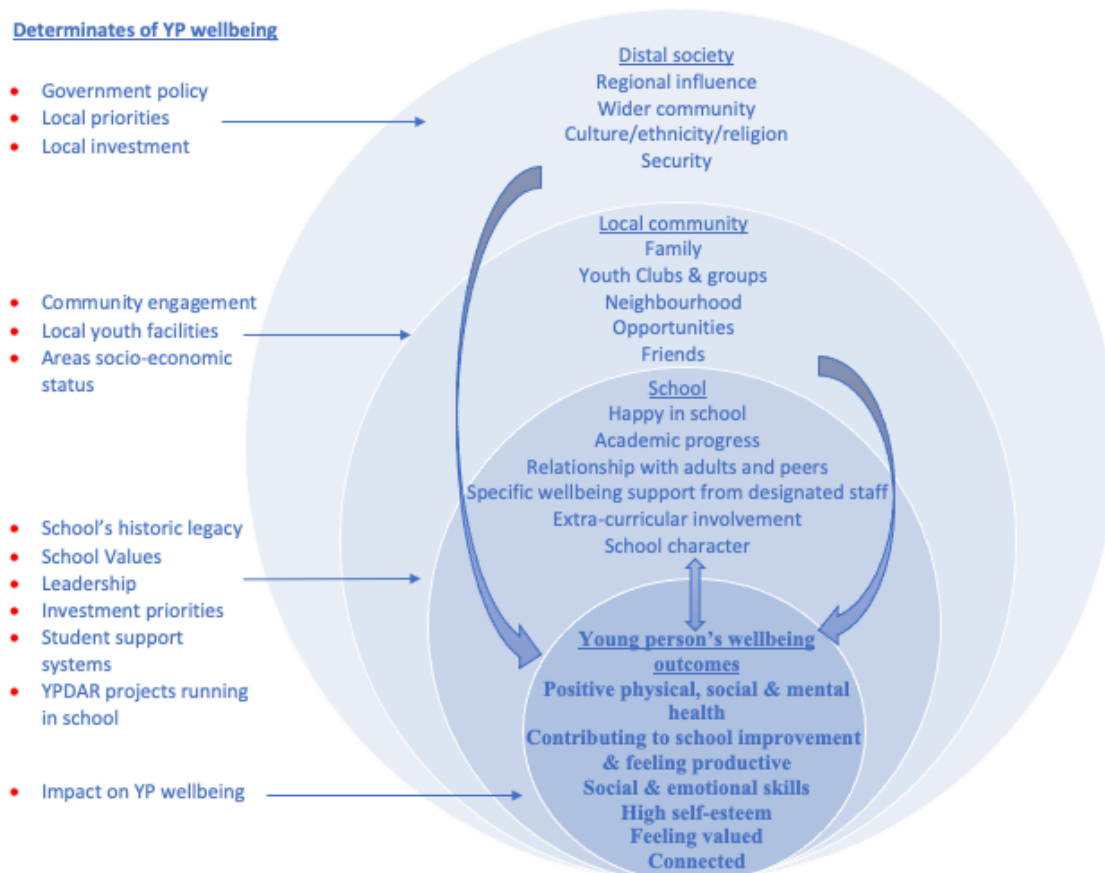 Determinates of YP wellbeing
Government policy
Local priorities
Local investment
Community engagement
Local youth facilities
Areas socio-economic
status
School's historic legacy
School Values
Leadership
Investment priorities
Student support
systems
YPDAR projects running
in school
Impact on YP wellbeing
Distal society
Regional influence
Wider community
Culture/ethnicity/religion
Security
Local community
Family
Youth Clubs & groups
Neighbourhood
Opportunities
Friends
School
Happy in school
Academic progress
Relationship with adults and peers
Specific wellbeing support from designated staff
Extra-curricular involvement
School character
Young person's wellbeing
outcomes
Positive physical, social & mental
health
Contributing to school improvement
& feeling productive
Social & emotional skills
High self-esteem
Feeling valued
Connected